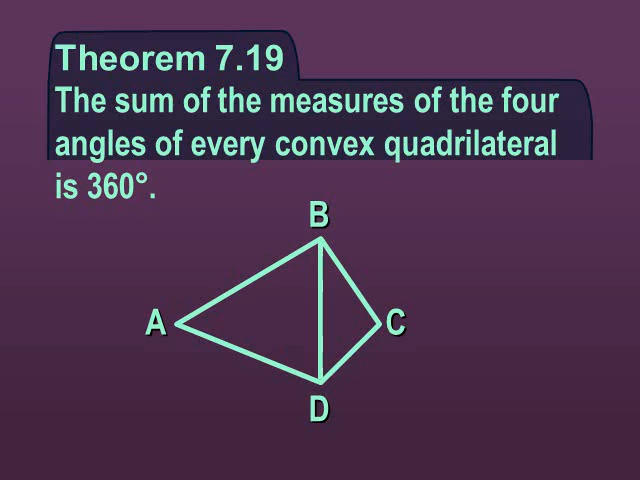 Theorem 7.19
The sum of the measures of the four
angles of every convex quadrilateral
is 360°.
B
A
C
D